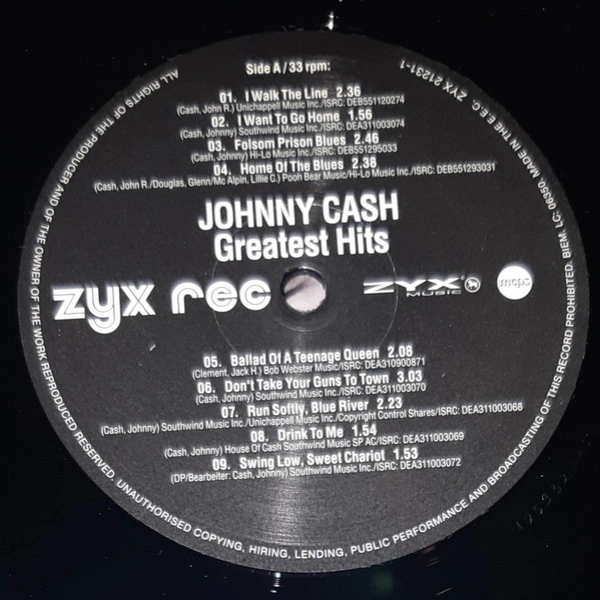 Side A / 33 rpm:
01. I Walk The Line 2.36
(Cash, John R.) Unichappell Music Inc./ISRC: DEB551120274
02. I Want To Go Home 1.56
(Cash, Johnny) Southwind Music Inc./ISRC: DEA311003074
03. Folsom Prison Blues 2.46
(Cash, Johnny) Hi-Lo Music Inc./ISRC: DEB551295033
04. Home Of The Blues 2.38
(Cash, John R./Douglas, Glenn/Mc Alpin, Lillie C.) Pooh Bear Music/Hi-Lo Music Inc./ISRC: DEB551293031
JOHNNY CASH
Greatest Hits
zyx rec
ZYX MUSIC
mcps
05. Ballad Of A Teenage Queen 2.08
(Clement, Jack H.) Bob Webster Music/ISRC: DEA310900871
06. Don't Take Your Guns To Town 3.03
(Cash, Johnny) Southwind Music Inc./ISRC: DEA311003070
07. Run Softly, Blue River 2.23
(Cash, Johnny) Southwind Music Inc./Unichappell Music Inc./Copyright Control Shares/ISRC: DEA311003068
08. Drink To Me 1.54
(Cash, Johnny) House Of Cash Southwind Music SP AC/ISRC: DEA311003069
09. Swing Low, Sweet Chariot 1.53
(DP/Bearbeiter: Cash, Johnny) Southwind Music Inc./ISRC: DEA311003072
ALL RIGHTS OF THE PRODUCER AND OF THE OWNER OF THE WORK REPRODUCED RESERVED. UNAUTHORISED COPYING, HIRING, LENDING, PUBLIC PERFORMANCE AND BROADCASTING OF THIS RECORD PROHIBITED. BIEM. LC: 06350 MADE IN THE E.E.C. ZYX 21231-1